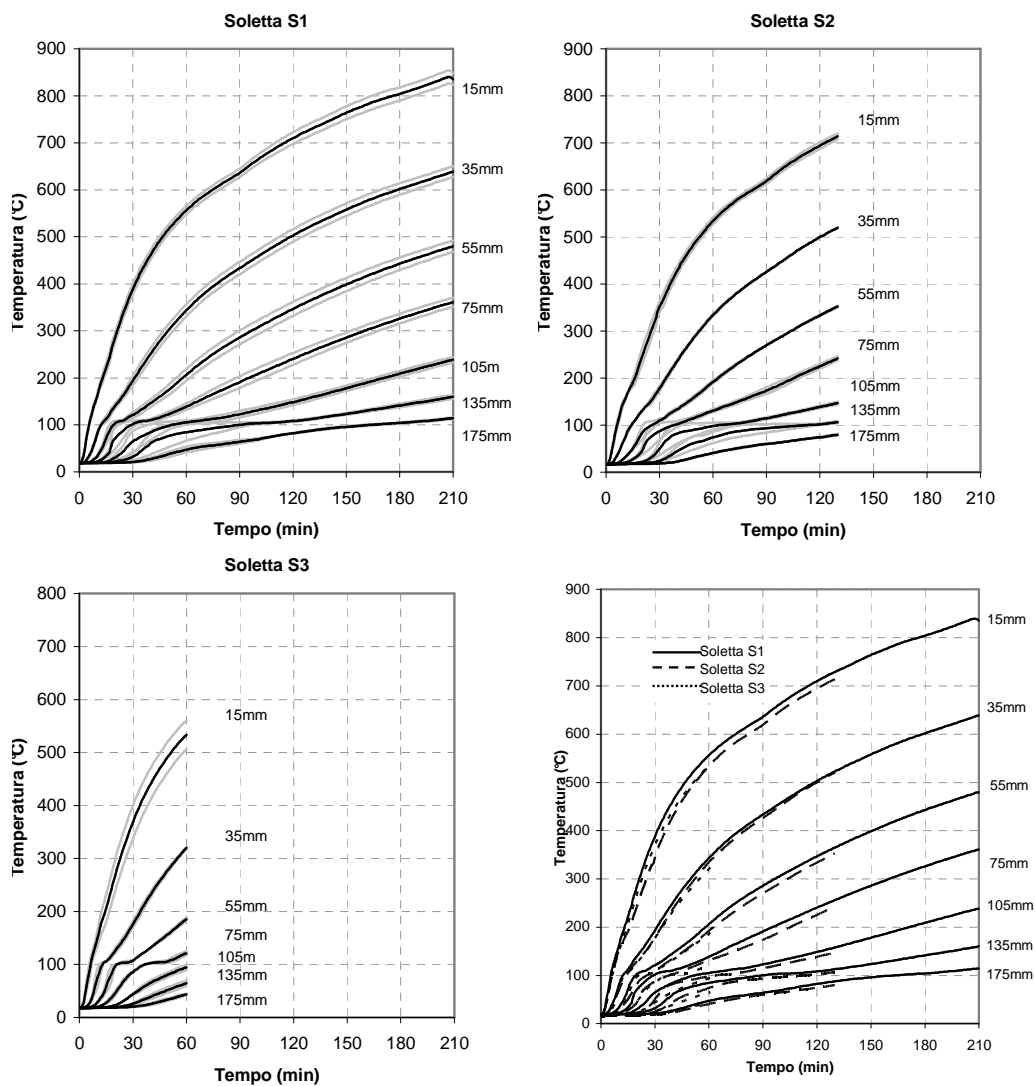 Soletta S1
900
800
700
600
500
400
300
200
100
0
Temperatura (°C)
15mm
35mm
55mm
75mm
105m
135mm
175mm
0 30 60 90 120 150 180 210
Tempo (min)
Soletta S2
900
800
700
600
500
400
300
200
100
0
Temperatura (°C)
15mm
35mm
55mm
75mm
105mm
135mm
175mm
0 30 60 90 120 150 180 210
Tempo (min)
Soletta S3
800
700
600
500
400
300
200
100
0
Temperatura (°C)
15mm
35mm
55mm
75mm
105m
135mm
175mm
0 30 60 90 120 150 180 210
Tempo (min)
900
800
700
600
500
400
300
200
100
0
Temperatura (°C)
Soletta S1
Soletta S2
Soletta S3
15mm
35mm
55mm
75mm
105mm
135mm
175mm
0 30 60 90 120 150 180 210
Tempo (min)